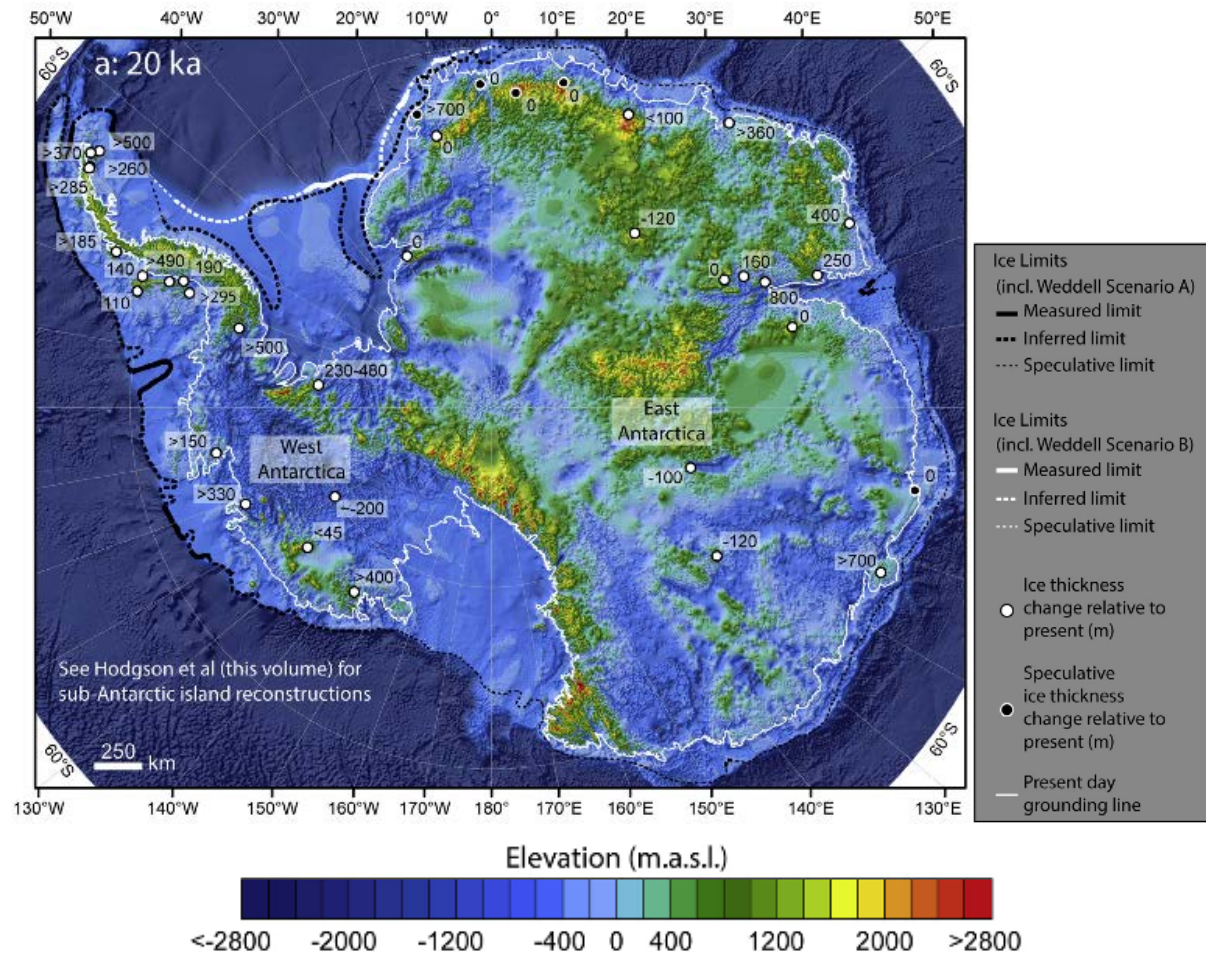 50°W 40°W 30°W 20°W 10°W 0° 10°E 20°E 30°E 40°E 50°E
60°S
60°S
a: 20 ka
0
0
0
>700
0
<100
>360
>500
>370
>260
>285
-120
400
>185
0
>490
190
140
110
>295
0
160
250
800
0
>500
230-480
East
Antarctica
West
Antarctica
>150
-100
0
>330
~-200
<45
-120
>700
>400
See Hodgson et al (this volume) for
sub-Antarctic island reconstructions
250
km
60°S
60°S
130°W 140°W 150°W 160°W 170°W 180° 170°E 160°E 150°E 140°E 130°E
Ice Limits
(incl. Weddell Scenario A)
Measured limit
Inferred limit
Speculative limit
Ice Limits
(incl. Weddell Scenario B)
Measured limit
Inferred limit
Speculative limit
Ice thickness
change relative to
present (m)
Speculative
ice thickness
change relative to
present (m)
Present day
grounding line
Elevation (m.a.s.l.)
<-2800 -2000 -1200 -400 0 400 1200 2000 >2800